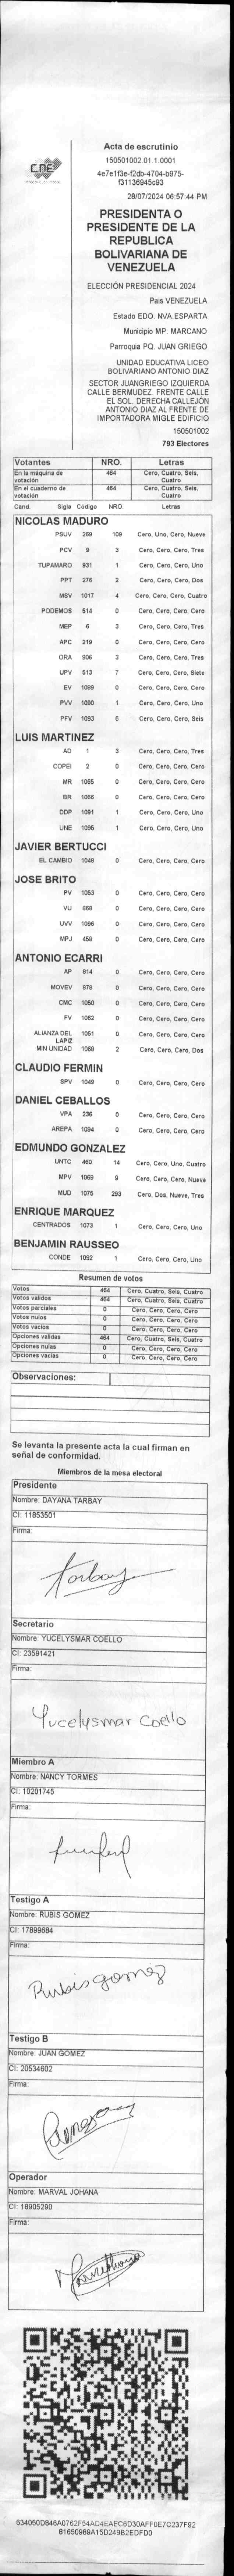 CNE
Acta de escrutinio
150501002.01.1.0001
4e7e1f3e-f2db-4704-b975-
f31136945c93
28/07/2024 06:57:44 PM
PRESIDENTA O
PRESIDENTE DE LA
REPUBLICA
BOLIVARIANA DE
VENEZUELA
ELECCIÓN PRESIDENCIAL 2024
Pais VENEZUELA
Estado EDO. NVA.ESPARTA
Municipio MP. MARCANO
Parroquia PQ. JUAN GRIEGO
UNIDAD EDUCATIVA LICEO
BOLIVARIANO ANTONIO DIAZ
SECTOR JUANGRIEGO IZQUIERDA
CALLE BERMUDEZ. FRENTE CALLE
EL SOL. DERECHA CALLEJÓN
ANTONIO DIAZ AL FRENTE DE
IMPORTADORA MIGLE EDIFICIO
150501002
793 Electores
Votantes NRO. Letras
En la máquina de votación 464 Cero, Cuatro, Seis, Cuatro
En el cuaderno de votación 464 Cero, Cuatro, Seis, Cuatro
Cand. Sigla Codigo NRO. Letras
NICOLAS MADURO
PSUV 269 109 Cero, Uno, Cero, Nueve
PCV 9 3 Cero, Cero, Cero, Tres
TUPAMARO 931 1 Cero, Cero, Cero, Uno
PPT 276 2 Cero, Cero, Cero, Dos
MSV 1017 4 Cero, Cero, Cero, Cuatro
PODEMOS 514 0 Cero, Cero, Cero, Cero
MEP 6 3 Cero, Cero, Cero, Tres
APC 219 0 Cero, Cero, Cero, Cero
ORA 906 3 Cero, Cero, Cero, Tres
UPV 513 7 Cero, Cero, Cero, Siete
EV 1089 0 Cero, Cero, Cero, Cero
PVV 1090 1 Cero, Cero, Cero, Uno
PFV 1093 6 Cero, Cero, Cero, Seis
LUIS MARTINEZ
AD 1 3 Cero, Cero, Cero, Tres
COPEI 2 0 Cero, Cero, Cero, Cero
MR 1065 0 Cero, Cero, Cero, Cero
BR 1066 0 Cero, Cero, Cero, Cero
DDP 1091 1 Cero, Cero, Cero, Uno
UNE 1095 1 Cero, Cero, Cero, Uno
JAVIER BERTUCCI
EL CAMBIO 1048 0 Cero, Cero, Cero, Cero
JOSE BRITO
PV 1053 0 Cero, Cero, Cero, Cero
VU 868 0 Cero, Cero, Cero, Cero
UVV 1096 0 Cero, Cero, Cero, Cero
MPJ 458 0 Cero, Cero, Cero, Cero
ANTONIO ECARRI
AP 814 0 Cero, Cero, Cero, Cero
MOVEV 878 0 Cero, Cero, Cero, Cero
CMC 1050 0 Cero, Cero, Cero, Cero
FV 1062 0 Cero, Cero, Cero, Cero
ALIANZA DEL LAPIZ 1051 0 Cero, Cero, Cero, Cero
MIN UNIDAD 1068 2 Cero, Cero, Cero, Dos
CLAUDIO FERMIN
SPV 1049 0 Cero, Cero, Cero, Cero
DANIEL CEBALLOS
VPA 236 0 Cero, Cero, Cero, Cero
AREPA 1094 0 Cero, Cero, Cero, Cero
EDMUNDO GONZALEZ
UNTC 460 14 Cero, Cero, Uno, Cuatro
MPV 1069 9 Cero, Cero, Cero, Nueve
MUD 1075 293 Cero, Dos, Nueve, Tres
ENRIQUE MARQUEZ
CENTRADOS 1073 1 Cero, Cero, Cero, Uno
BENJAMIN RAUSSEO
CONDE 1092 1 Cero, Cero, Cero, Uno
Resumen de votos
Votos 464 Cero, Cuatro, Seis, Cuatro
Votos validos 464 Cero, Cuatro, Seis, Cuatro
Votos parciales 0 Cero, Cero, Cero, Cero
Votos nulos 0 Cero, Cero, Cero, Cero
Votos vacios 0 Cero, Cero, Cero, Cero
Opciones validas 464 Cero, Cuatro, Seis, Cuatro
Opciones nulas 0 Cero, Cero, Cero, Cero
Opciones vacias 0 Cero, Cero, Cero, Cero
Observaciones:
Se levanta la presente acta la cual firman en
señal de conformidad.
Miembros de la mesa electoral
Presidente
Nombre: DAYANA TARBAY
CI: 11853501
Firma:
Tarbay
Secretario
Nombre: YUCELYSMAR COELLO
CI: 23591421
Firma:
Yucelysmar Coello
Miembro A
Nombre: NANCY TORMES
CI: 10201745
Firma:
Testigo A
Nombre: RUBIS GOMEZ
CI: 17899684
Firma:
Rubis gomez
Testigo B
Nombre: JUAN GOMEZ
CI: 20534602
Firma:
Operador
Nombre: MARVAL JOHANA
CI: 18905290
Firma:
634050D846A0762F54AD4EAEC6D30AFF0E7C237F92
81650989A15D249B2EDFD0